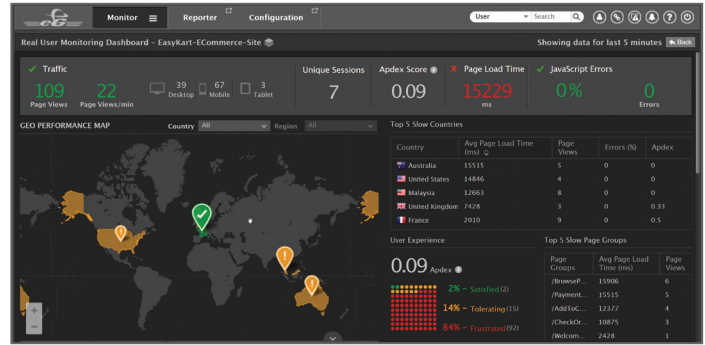 eG Monitor Reporter Configuration User Search
Real User Monitoring Dashboard - EasyKart-ECommerce-Site Showing data for last 5 minutes Back
Traffic Unique Sessions Apdex Score Page Load Time JavaScript Errors
109 22 39 67 3 7 0.09 15229 0% 0
Page Views Page Views/min Desktop Mobile Tablet ms Errors
GEO PERFORMANCE MAP Country All Region All
Top 5 Slow Countries
Country Avg Page Load Time (ms) Page Views Errors (%) Apdex
Australia 15515 5 0 0
United States 14846 4 0 0
Malaysia 12663 8 0 0
United Kingdom 7428 3 0 0.33
France 2010 9 0 0.5
User Experience
0.09 Apdex
2% - Satisfied (2)
14% - Tolerating (15)
84% - Frustrated (92)
Top 5 Slow Page Groups
Page Groups Avg Page Load Time (ms) Page Views
/BrowseP... 15906 6
/Payment... 15515 5
/AddToC... 12377 4
/CheckOr... 10875 3
/Welcom... 2428 1